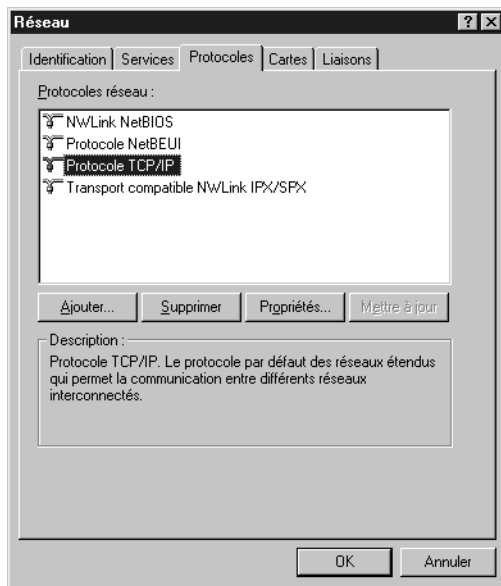 Réseau
Identification Services Protocoles Cartes Liaisons
Protocoles réseau :
NWLink NetBIOS
Protocole NetBEUI
Protocole TCP/IP
Transport compatible NWLink IPX/SPX
Ajouter... Supprimer Propriétés... Mettre à jour
Description :
Protocole TCP/IP. Le protocole par défaut des réseaux étendus
qui permet la communication entre différents réseaux
interconnectés.
OK Annuler